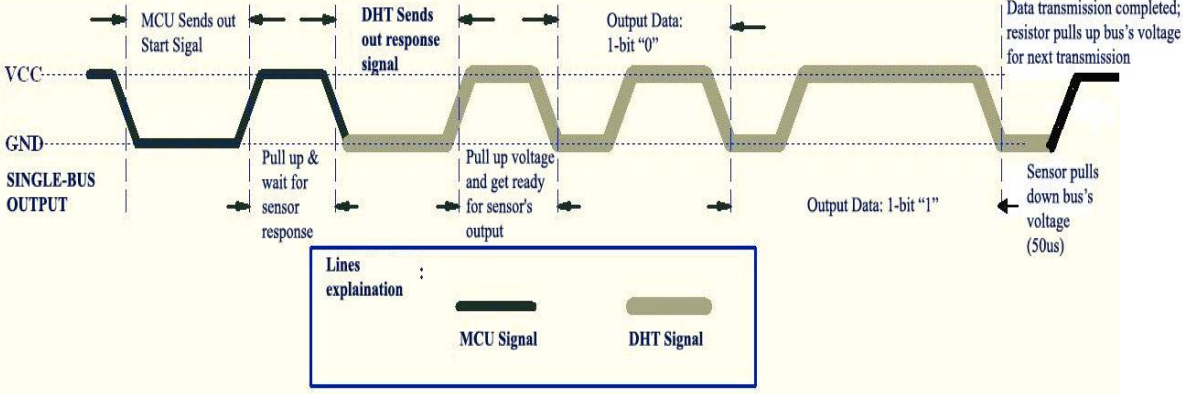 MCU Sends out
Start Sigal
DHT Sends
out response
signal
Output Data:
1-bit “0”
Data transmission completed;
resistor pulls up bus’s voltage
for next transmission
VCC
GND
SINGLE-BUS
OUTPUT
Pull up &
wait for
sensor
response
Pull up voltage
and get ready
for sensor's
output
Output Data: 1-bit “1”
Sensor pulls
down bus’s
voltage
(50us)
Lines :
explaination
MCU Signal
DHT Signal